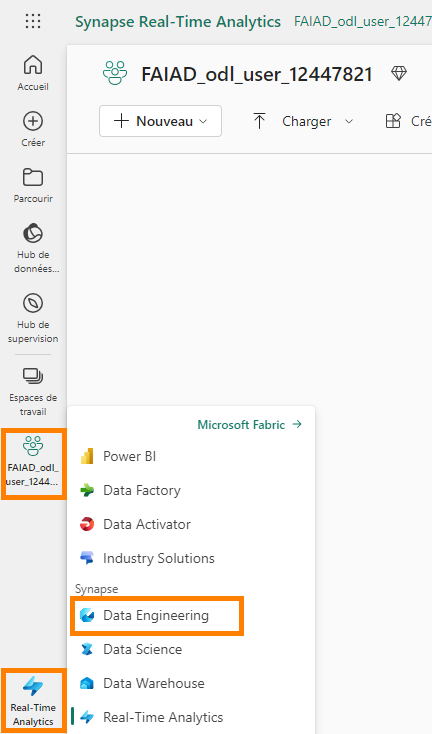 Synapse Real-Time Analytics FAIAD_odl_user_12447
FAIAD_odl_user_12447821
Accueil
Nouveau
Charger
Cré
Créer
Parcourir
Hub de
données...
Hub de
supervision
Espaces de
travail
FAIAD_odl_
user_1244...
Microsoft Fabric
Power BI
Data Factory
Data Activator
Industry Solutions
Synapse
Data Engineering
Data Science
Data Warehouse
Real-Time Analytics
Real-Time
Analytics